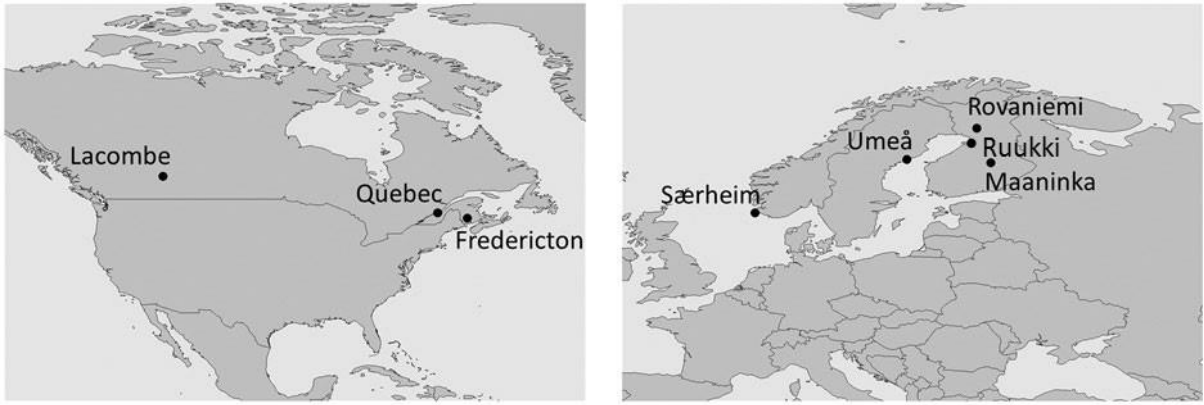 Lacombe
Quebec
Fredericton
Rovaniemi
Umeå
Ruukki
Maaninka
Særheim